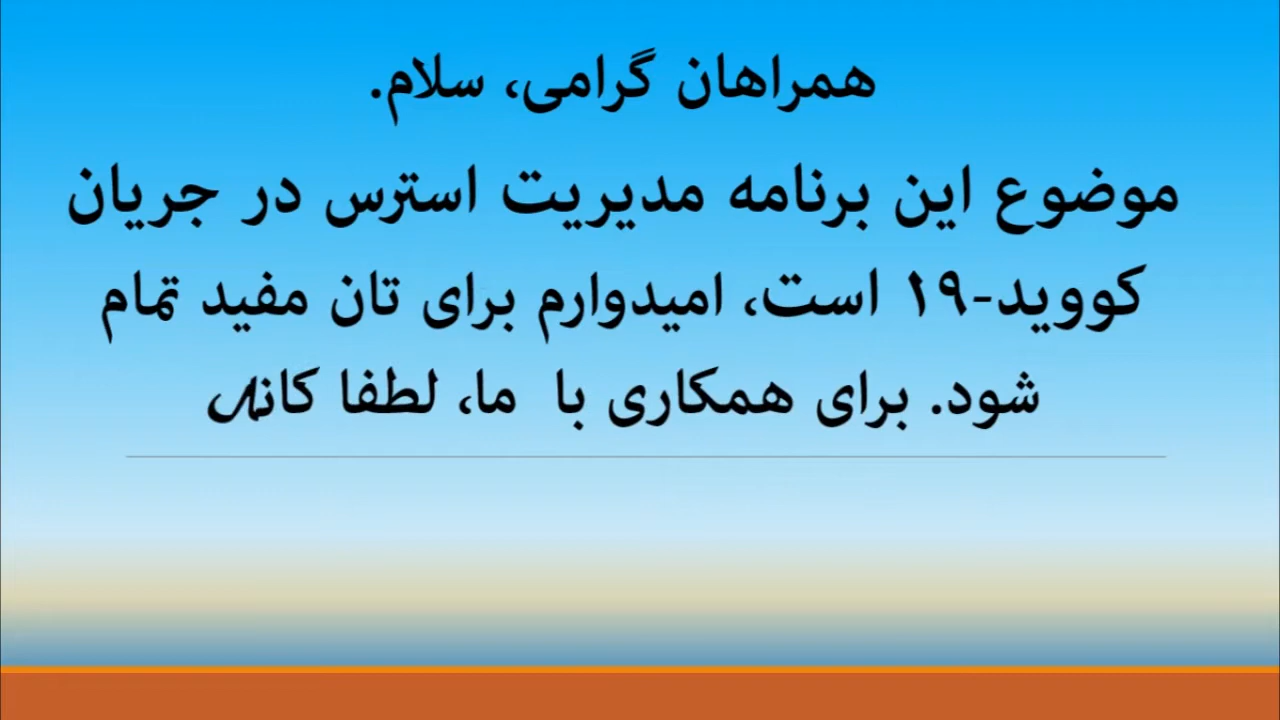 همراهان گرامی، سلام.
موضوع این برنامه مدیریت استرس در جریان
کووید-۱۹ است، امیدوارم برای تان مفید تمام
شود. برای همکاری با ما، لطفا